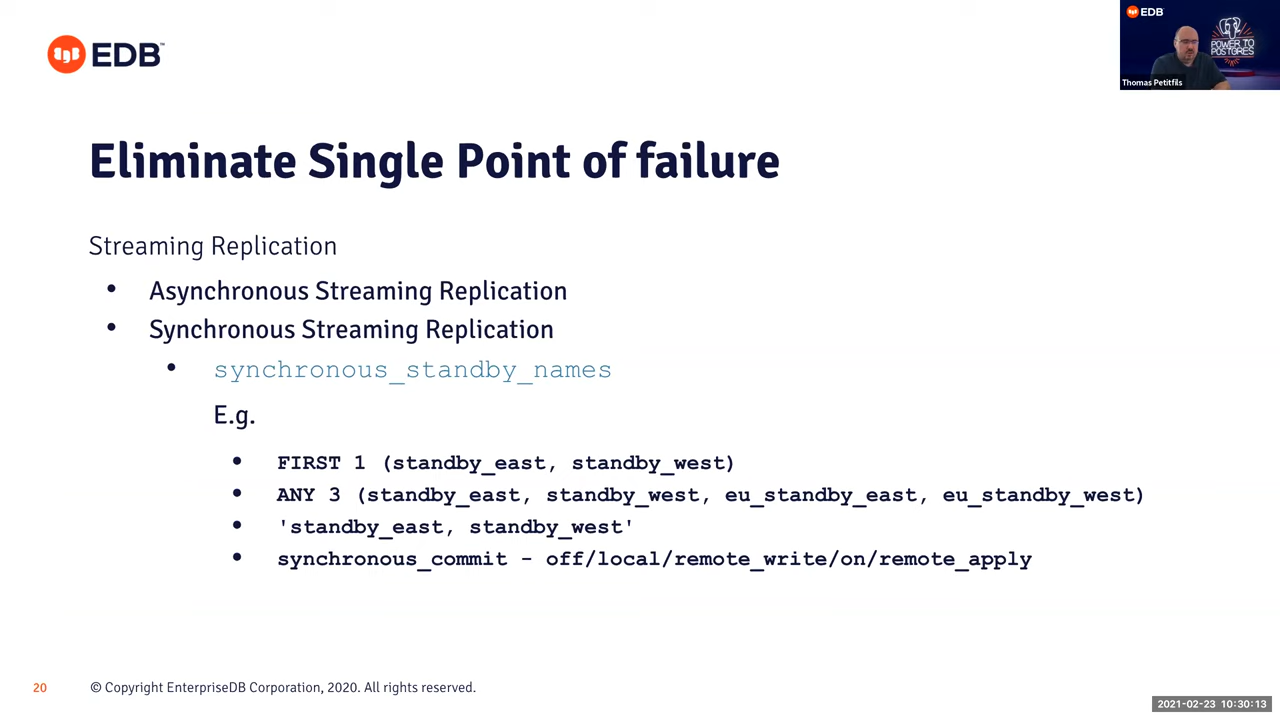 EDB™
EDB
POWER TO
POSTGRES
Thomas Petitfils
Eliminate Single Point of failure
Streaming Replication
• Asynchronous Streaming Replication
• Synchronous Streaming Replication
• synchronous_standby_names
E.g.
• FIRST 1 (standby_east, standby_west)
• ANY 3 (standby_east, standby_west, eu_standby_east, eu_standby_west)
• 'standby_east, standby_west'
• synchronous_commit - off/local/remote_write/on/remote_apply
20 © Copyright EnterpriseDB Corporation, 2020. All rights reserved.
2021-02-23 10:30:13